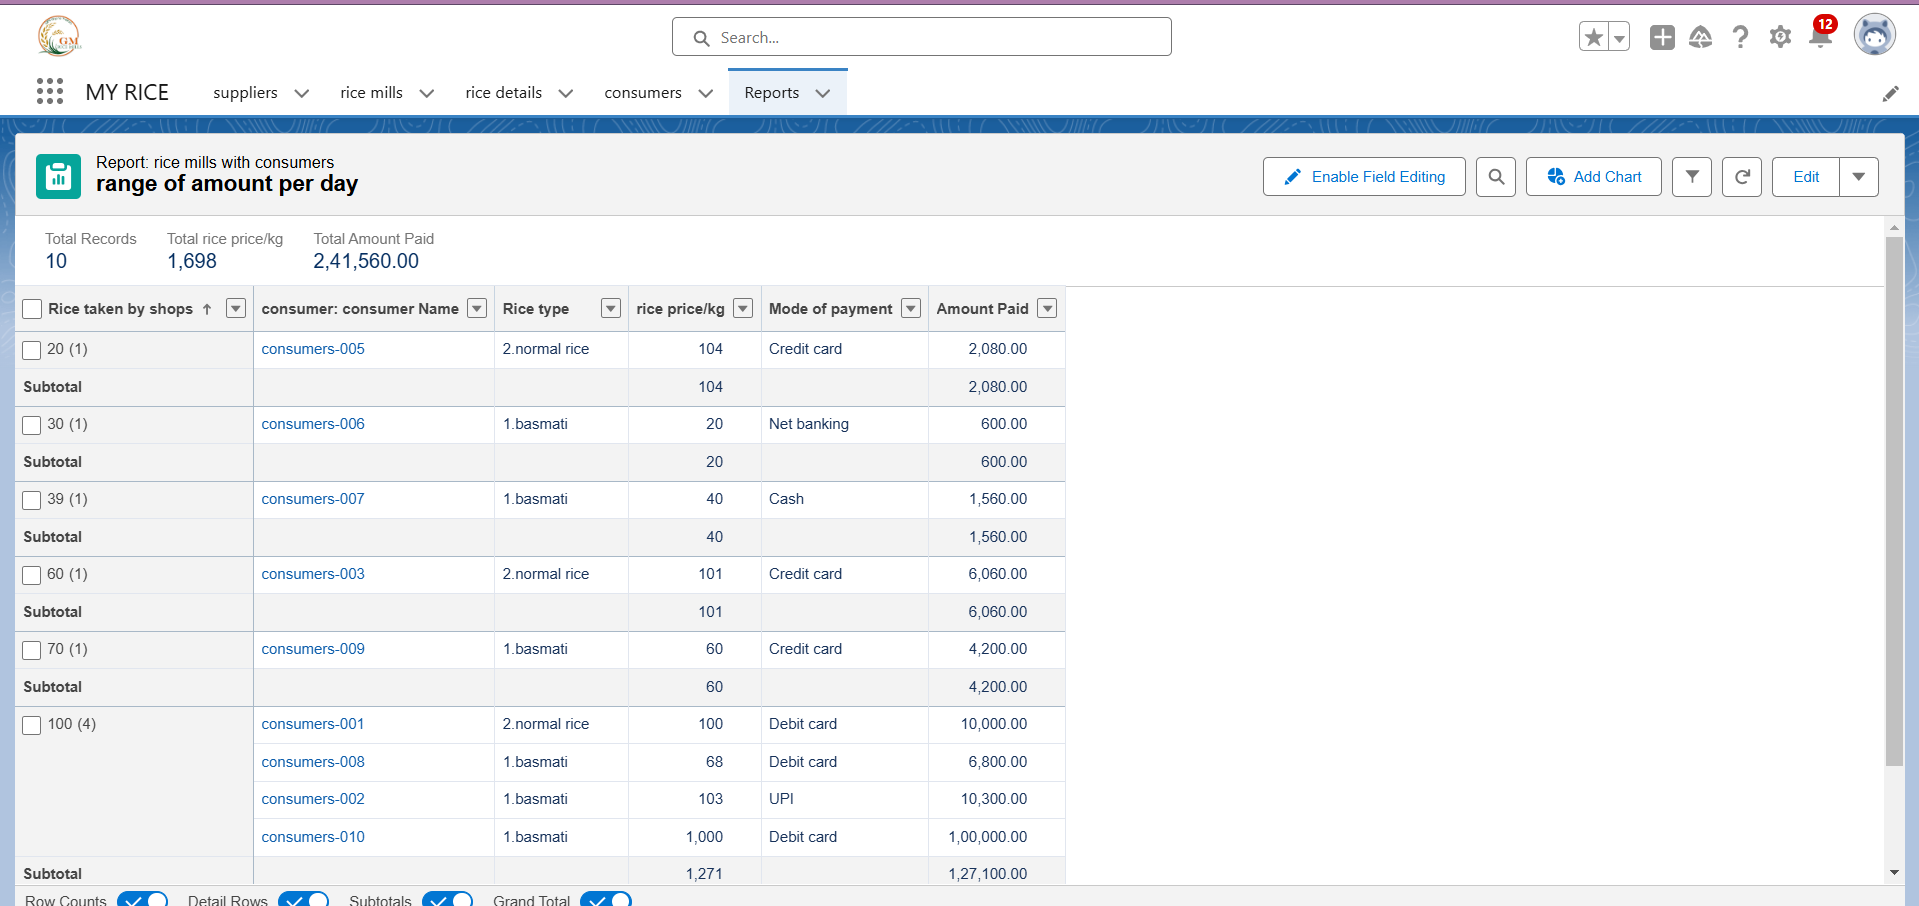 GM
Search...
12
MY RICE suppliers rice mills rice details consumers Reports
Report: rice mills with consumers
range of amount per day
Enable Field Editing Add Chart Edit
Total Records Total rice price/kg Total Amount Paid
10 1,698 2,41,560.00
Rice taken by shops ↑ consumer: consumer Name Rice type rice price/kg Mode of payment Amount Paid
20 (1) consumers-005 2.normal rice 104 Credit card 2,080.00
Subtotal 104 2,080.00
30 (1) consumers-006 1.basmati 20 Net banking 600.00
Subtotal 20 600.00
39 (1) consumers-007 1.basmati 40 Cash 1,560.00
Subtotal 40 1,560.00
60 (1) consumers-003 2.normal rice 101 Credit card 6,060.00
Subtotal 101 6,060.00
70 (1) consumers-009 1.basmati 60 Credit card 4,200.00
Subtotal 60 4,200.00
100 (4) consumers-001 2.normal rice 100 Debit card 10,000.00
consumers-008 1.basmati 68 Debit card 6,800.00
consumers-002 1.basmati 103 UPI 10,300.00
consumers-010 1.basmati 1,000 Debit card 1,00,000.00
Subtotal 1,271 1,27,100.00
Row Counts Detail Rows Subtotals Grand Total